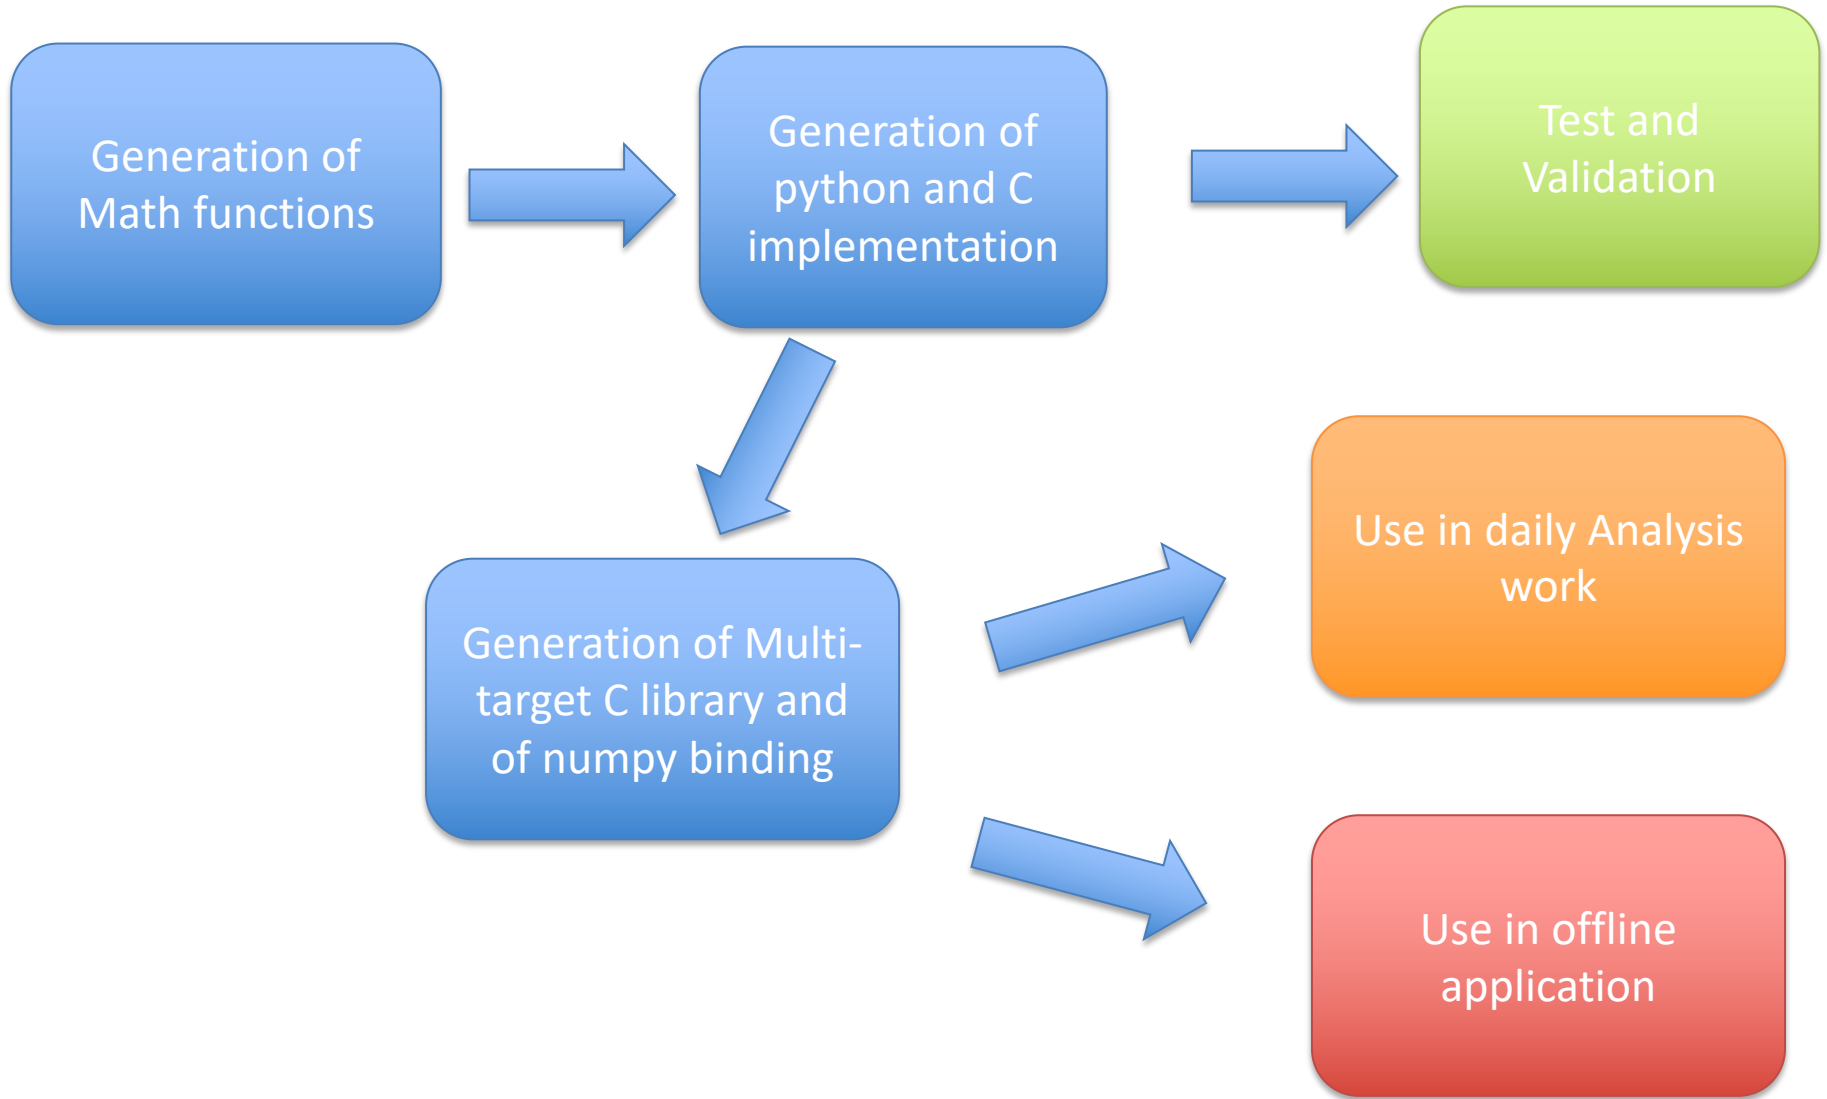 Generation of
Math functions
Generation of
python and C
implementation
Test and
Validation
Use in daily Analysis
work
Generation of Multi-
target C library and
of numpy binding
Use in offline
application